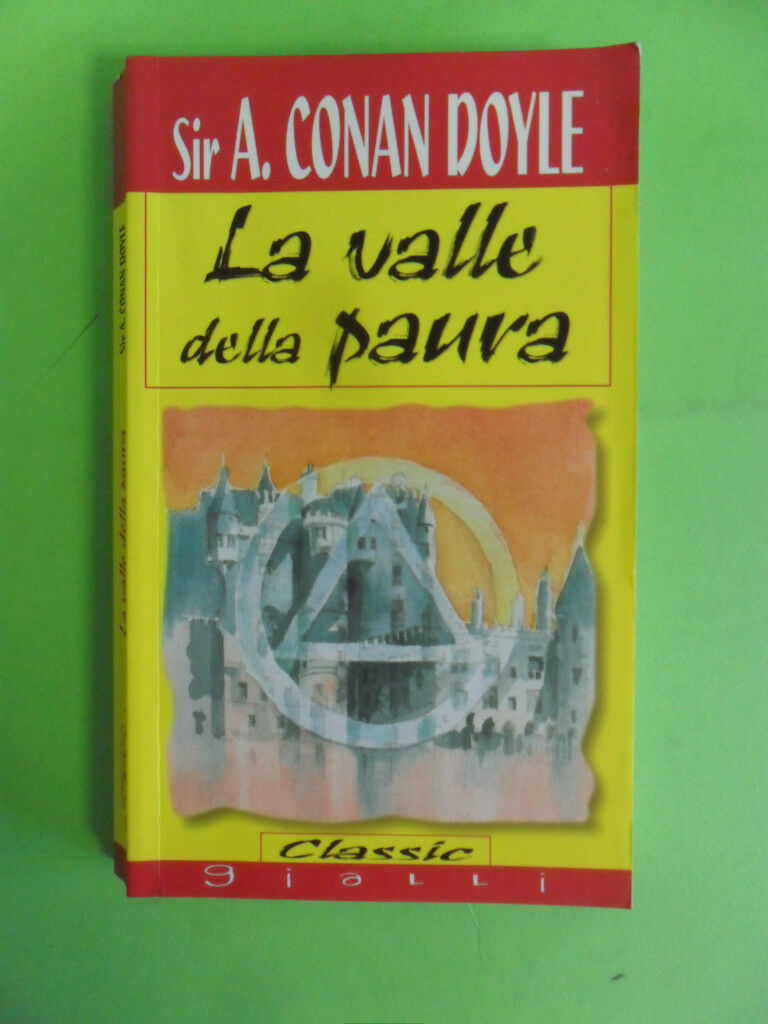 Sir A. CONAN DOYLE
La valle
della paura
Classic
giaLLi
Sir A. CONAN DOYLE
La valle della paura